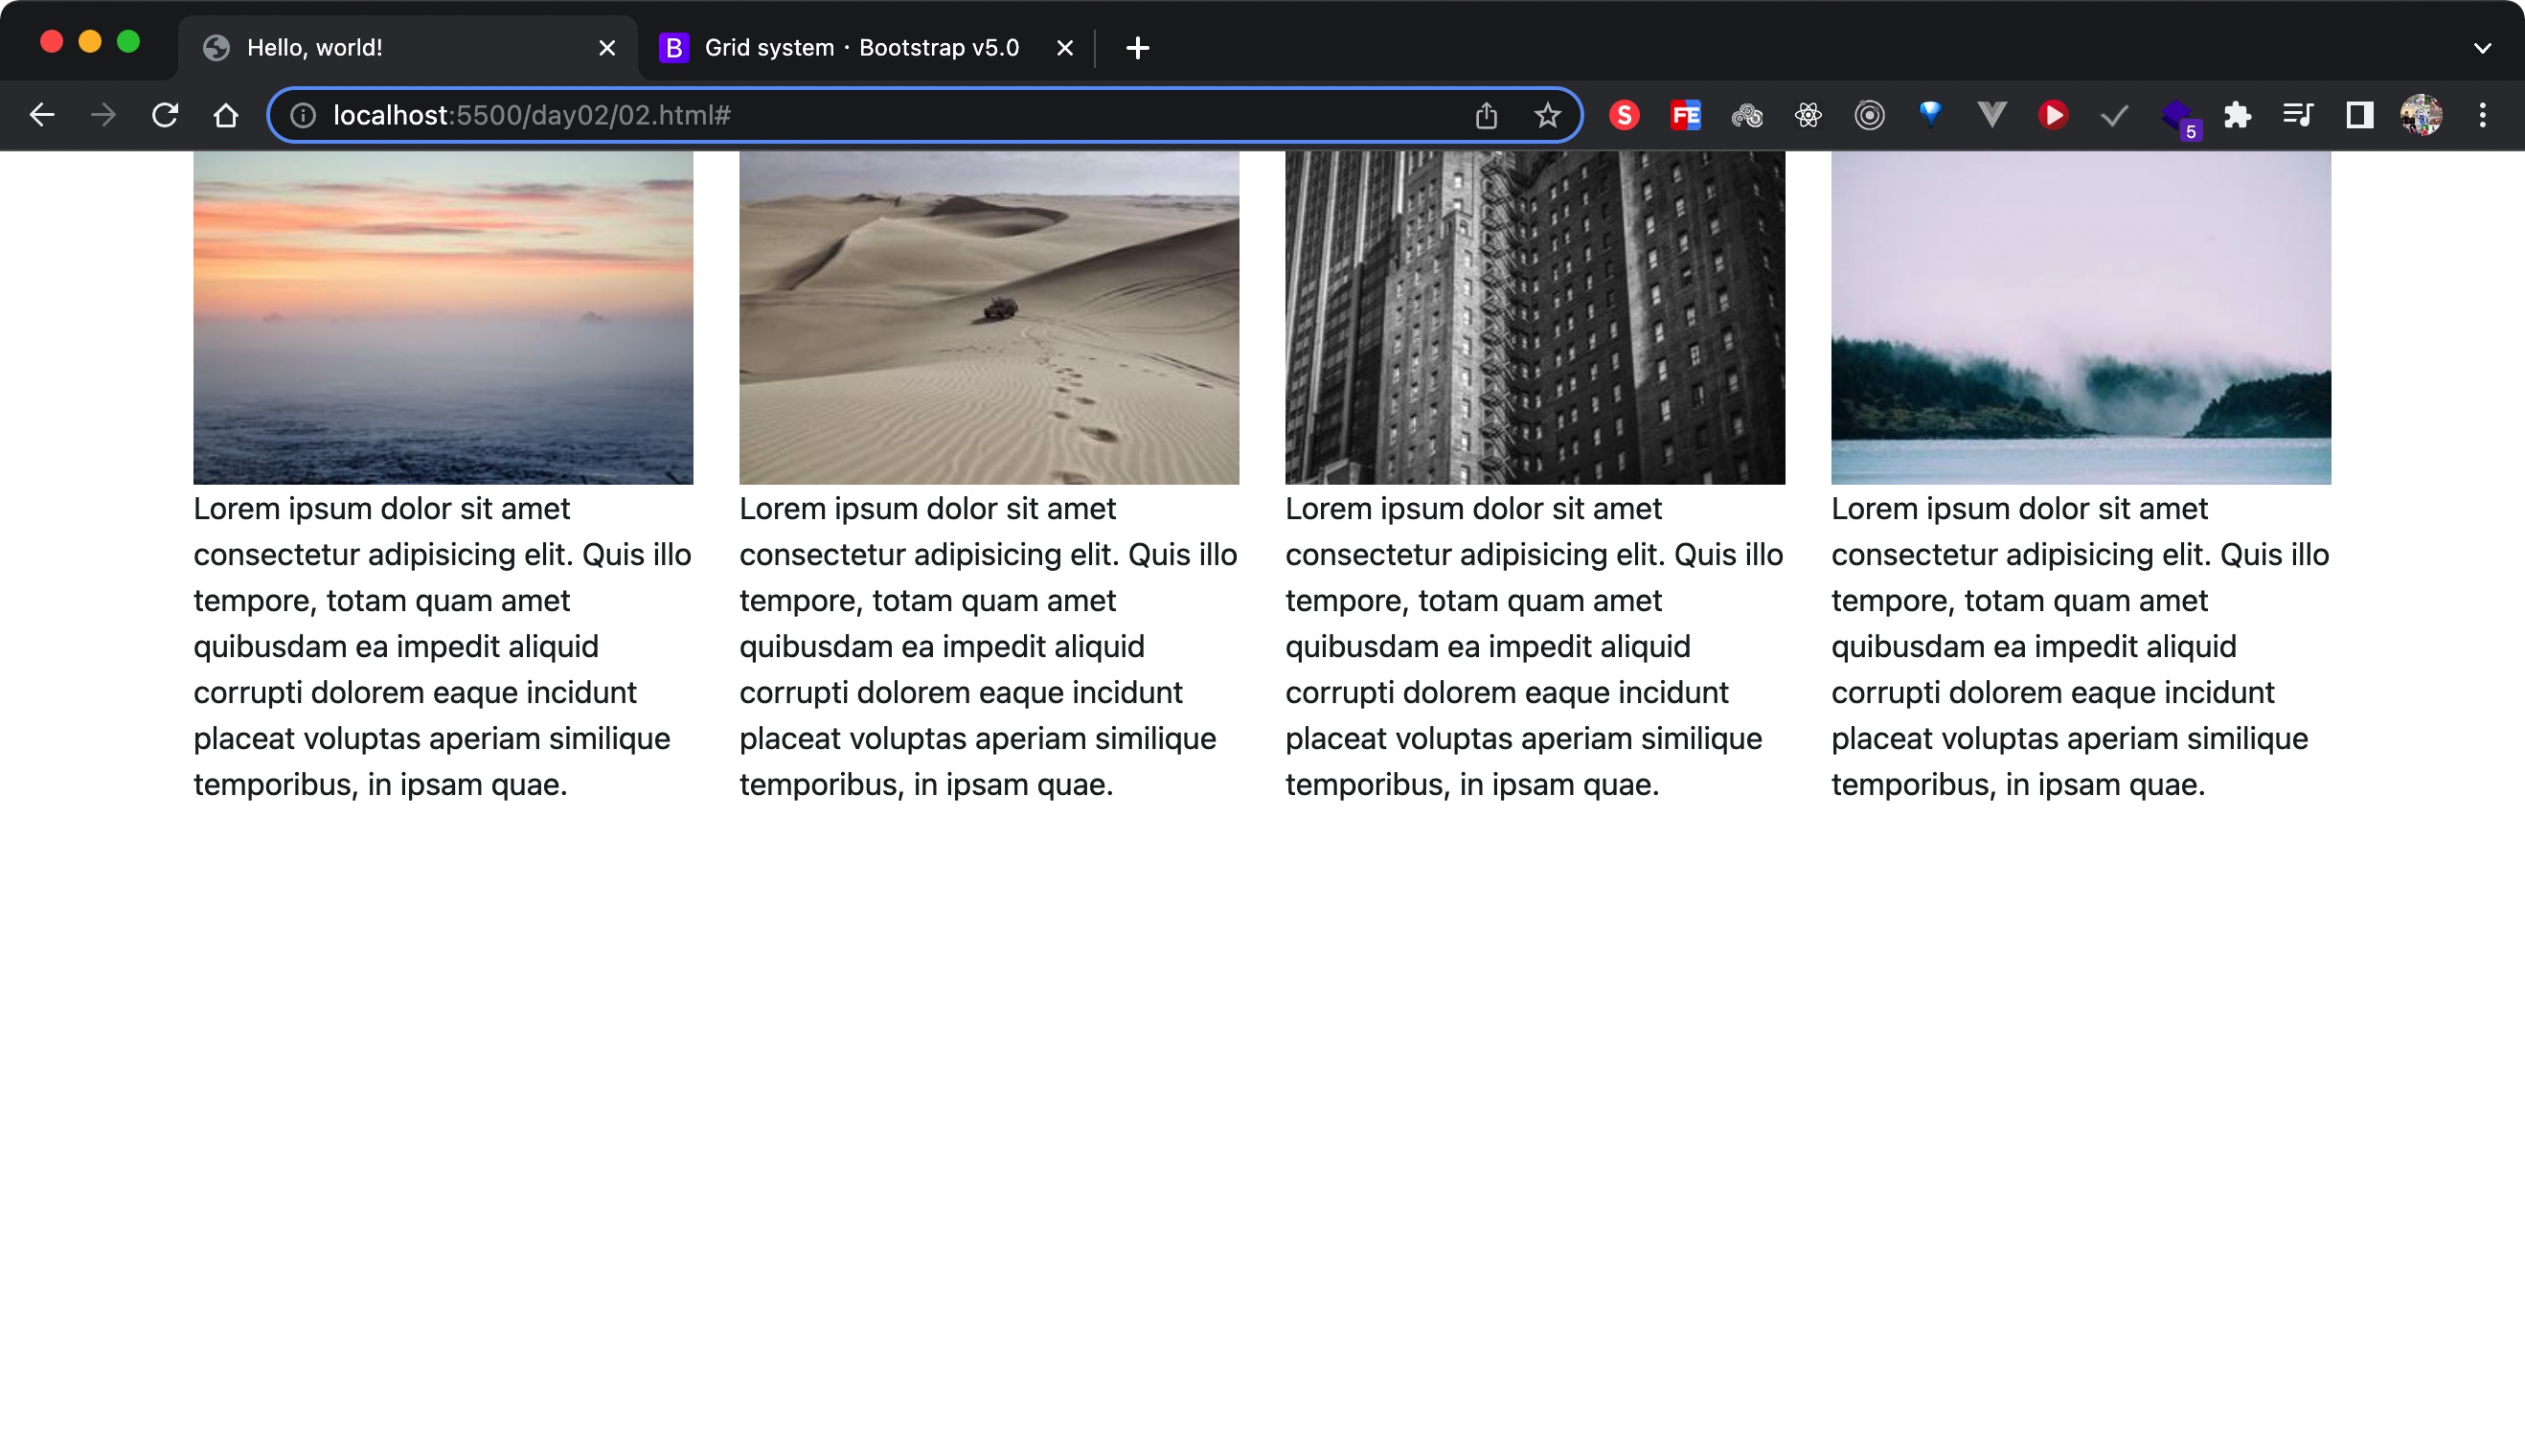 Hello, world!
B Grid system · Bootstrap v5.0
localhost:5500/day02/02.html#
S
FE
5
Lorem ipsum dolor sit amet
consectetur adipisicing elit. Quis illo
tempore, totam quam amet
quibusdam ea impedit aliquid
corrupti dolorem eaque incidunt
placeat voluptas aperiam similique
temporibus, in ipsam quae.
Lorem ipsum dolor sit amet
consectetur adipisicing elit. Quis illo
tempore, totam quam amet
quibusdam ea impedit aliquid
corrupti dolorem eaque incidunt
placeat voluptas aperiam similique
temporibus, in ipsam quae.
Lorem ipsum dolor sit amet
consectetur adipisicing elit. Quis illo
tempore, totam quam amet
quibusdam ea impedit aliquid
corrupti dolorem eaque incidunt
placeat voluptas aperiam similique
temporibus, in ipsam quae.
Lorem ipsum dolor sit amet
consectetur adipisicing elit. Quis illo
tempore, totam quam amet
quibusdam ea impedit aliquid
corrupti dolorem eaque incidunt
placeat voluptas aperiam similique
temporibus, in ipsam quae.